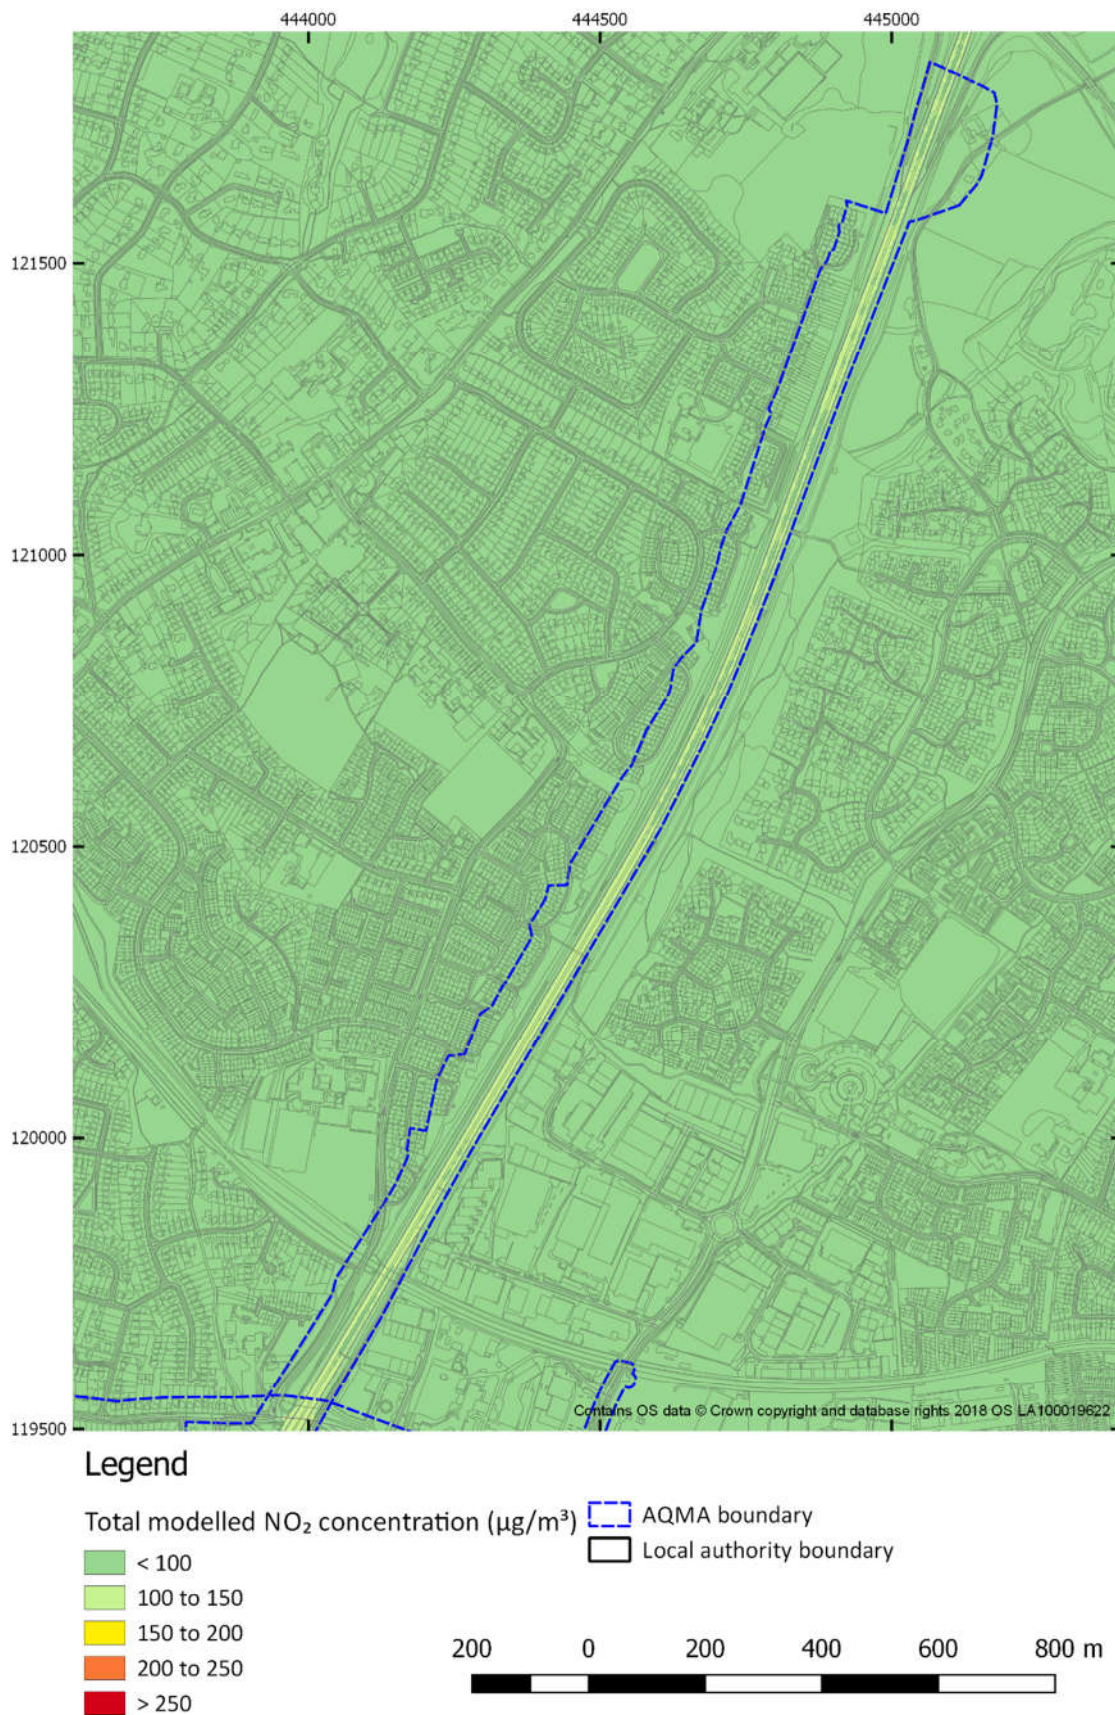 444000 444500 445000
121500
121000
120500
120000
119500
Contains OS data © Crown copyright and database rights 2018 OS LA100019622
Legend
Total modelled NO₂ concentration (µg/m³)
< 100
100 to 150
150 to 200
200 to 250
> 250
AQMA boundary
Local authority boundary
200 0 200 400 600 800 m